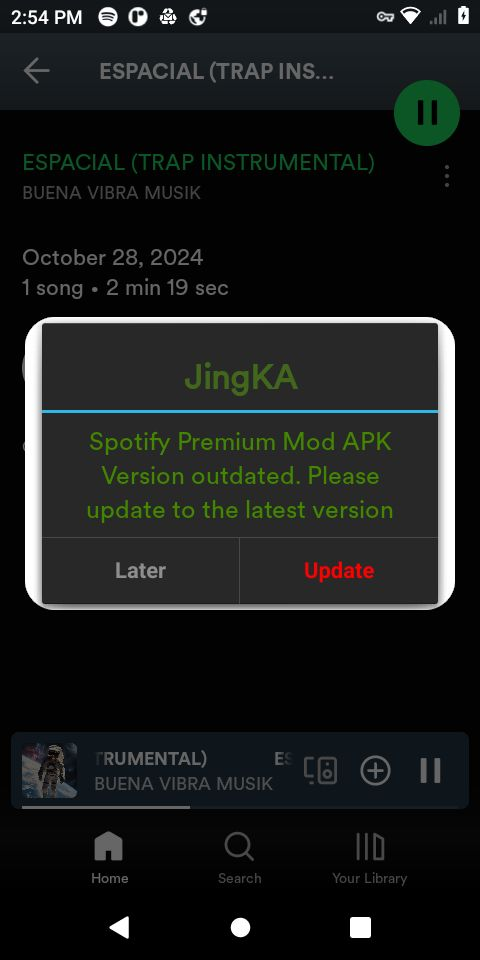 2:54 PM
ESPACIAL (TRAP INS...
ESPACIAL (TRAP INSTRUMENTAL)
BUENA VIBRA MUSIK
October 28, 2024
1 song • 2 min 19 sec
JingKA
Spotify Premium Mod APK
Version outdated. Please
update to the latest version
Later
Update
TRUMENTAL)
ES
BUENA VIBRA MUSIK
Home
Search
Your Library